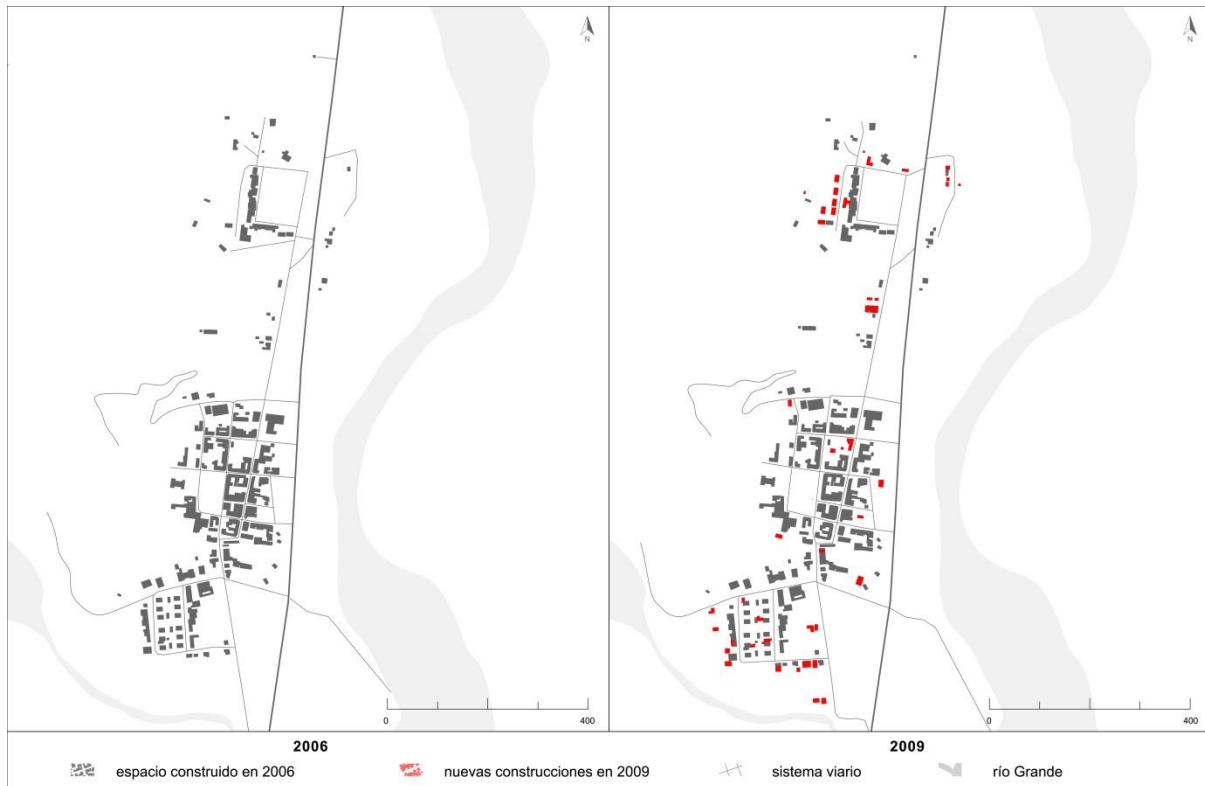 N
N
0 400
0 400
2006
2009
espacio construido en 2006
nuevas construcciones en 2009
sistema viario
río Grande